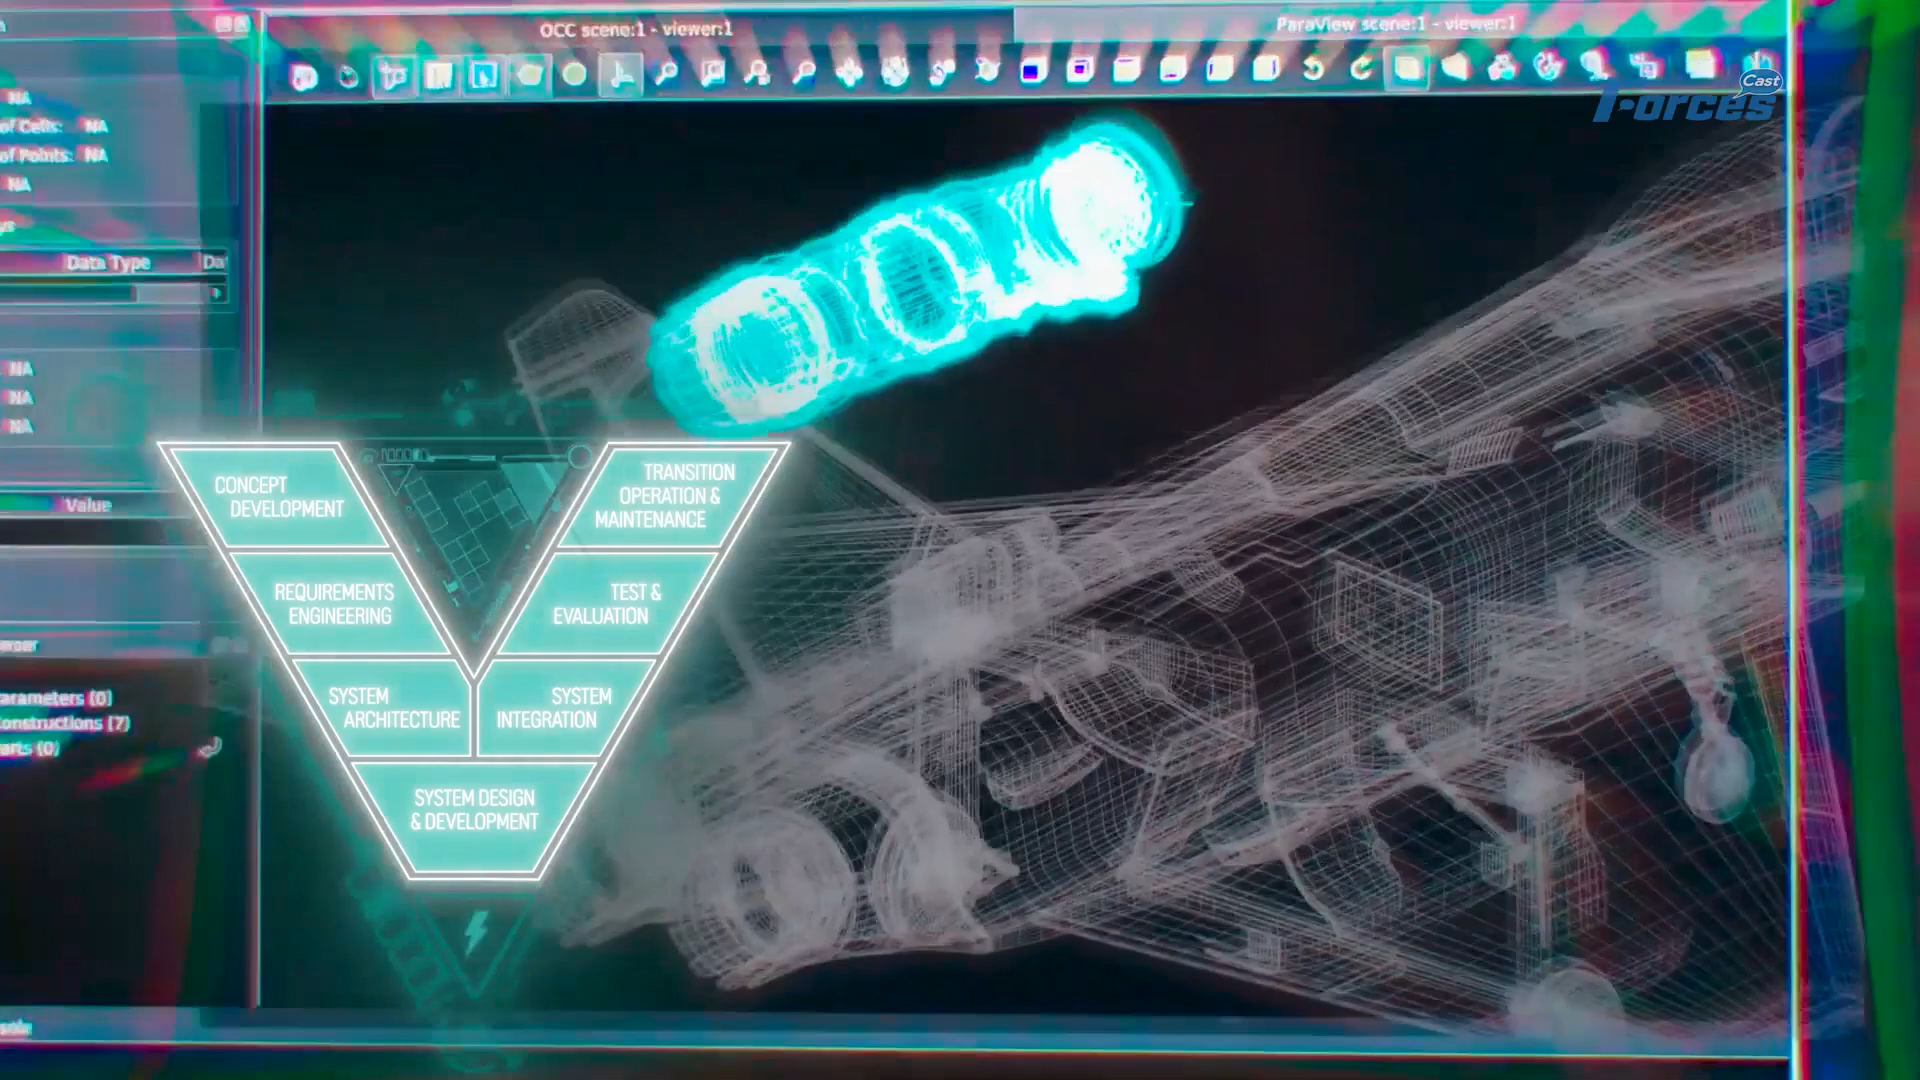 OCC scene:1 - viewer:1
ParaView scene:1 - viewer:1
Cast
Forces
NA
of Cells: NA
of Points: NA
NA
Data Type
NA
NA
NA
Value
CONCEPT
DEVELOPMENT
REQUIREMENTS
ENGINEERING
SYSTEM
ARCHITECTURE
SYSTEM DESIGN
& DEVELOPMENT
SYSTEM
INTEGRATION
TEST &
EVALUATION
TRANSITION
OPERATION &
MAINTENANCE
arameters (0)
onstructions (7)
arts (0)